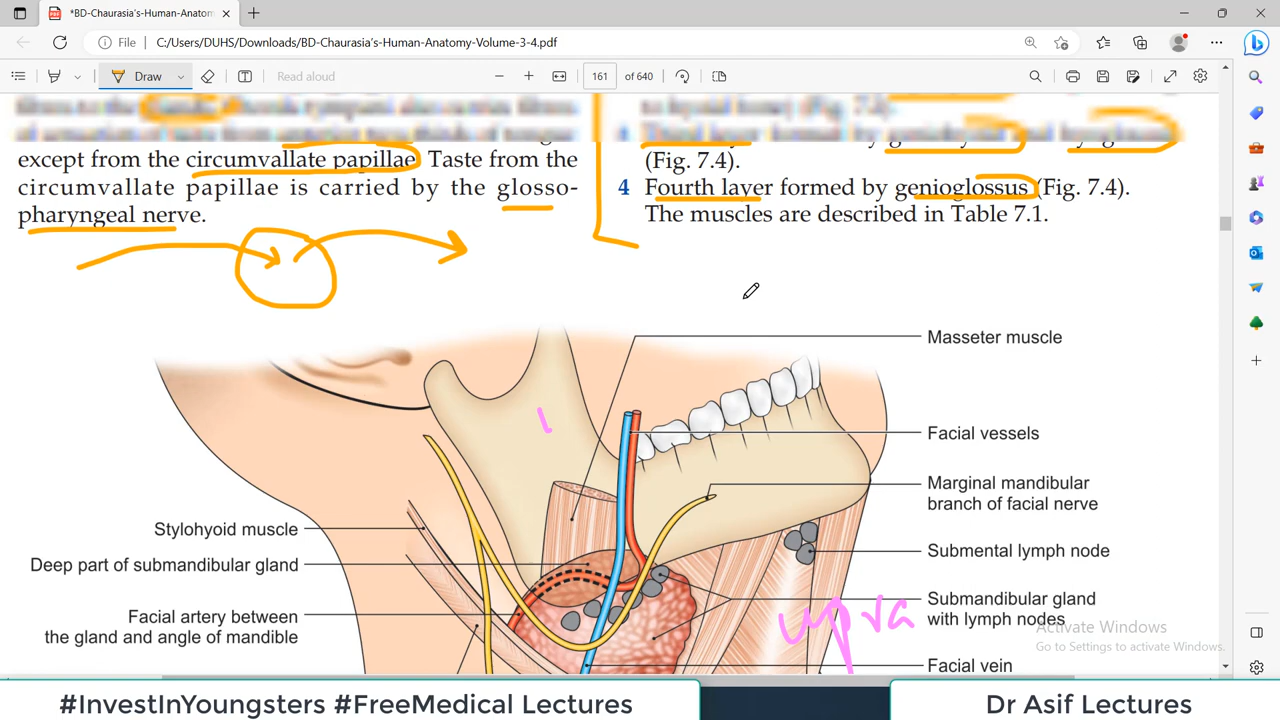 *BD-Chaurasia's-Human-Anatom
File
C:/Users/DUHS/Downloads/BD-Chaurasia's-Human-Anatomy-Volume-3-4.pdf
Draw
Read aloud
161 of 640
except from the circumvallate papillae. Taste from the
circumvallate papillae is carried by the glosso-
pharyngeal nerve.
(Fig. 7.4).
4 Fourth layer formed by genioglossus (Fig. 7.4).
The muscles are described in Table 7.1.
Masseter muscle
Facial vessels
Marginal mandibular
branch of facial nerve
Stylohyoid muscle
Submental lymph node
Deep part of submandibular gland
Submandibular gland
with lymph nodes
Facial artery between
the gland and angle of mandible
Facial vein
Activate Windows
Go to Settings to activate Windows.
#InvestInYoungsters #FreeMedical Lectures
Dr Asif Lectures